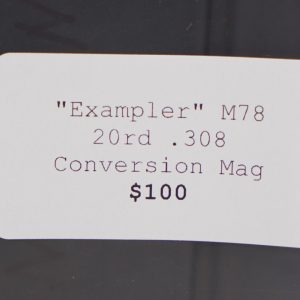 "Exampler" M78
20rd .308
Conversion Mag
$100